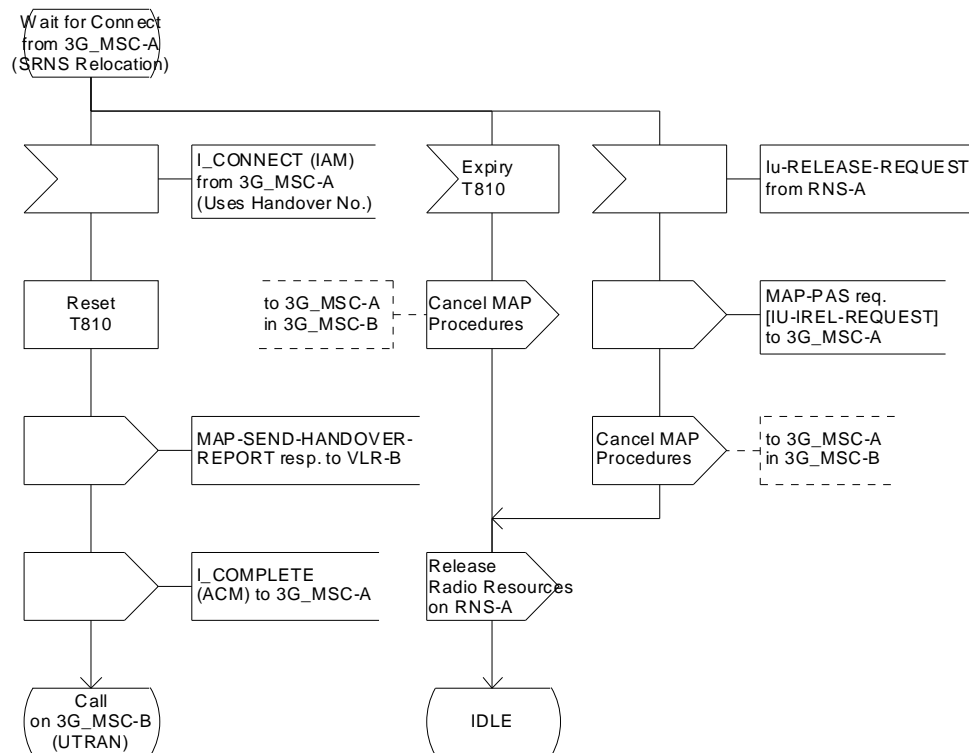 Wait for Connect
from 3G_MSC-A
(SRNS Relocation)
I_CONNECT (IAM)
from 3G_MSC-A
(Uses Handover No.)
Expiry
T810
Iu-RELEASE-REQUEST
from RNS-A
Reset
T810
to 3G_MSC-A
in 3G_MSC-B
Cancel MAP
Procedures
MAP-PAS req.
[IU-IREL-REQUEST]
to 3G_MSC-A
MAP-SEND-HANDOVER-
REPORT resp. to VLR-B
Cancel MAP
Procedures
to 3G_MSC-A
in 3G_MSC-B
I_COMPLETE
(ACM) to 3G_MSC-A
Release
Radio Resources
on RNS-A
Call
on 3G_MSC-B
(UTRAN)
IDLE